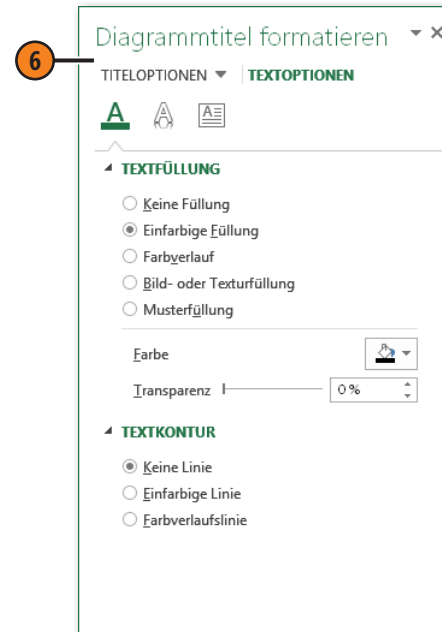 Diagrammtitel formatieren
6
TITELOPTIONEN TEXTOPTIONEN
A A A
TEXTFÜLLUNG
Keine Füllung
Einfarbige Füllung
Farbverlauf
Bild- oder Texturfüllung
Musterfüllung
Farbe
Transparenz 0 %
TEXTKONTUR
Keine Linie
Einfarbige Linie
Farbverlaufslinie